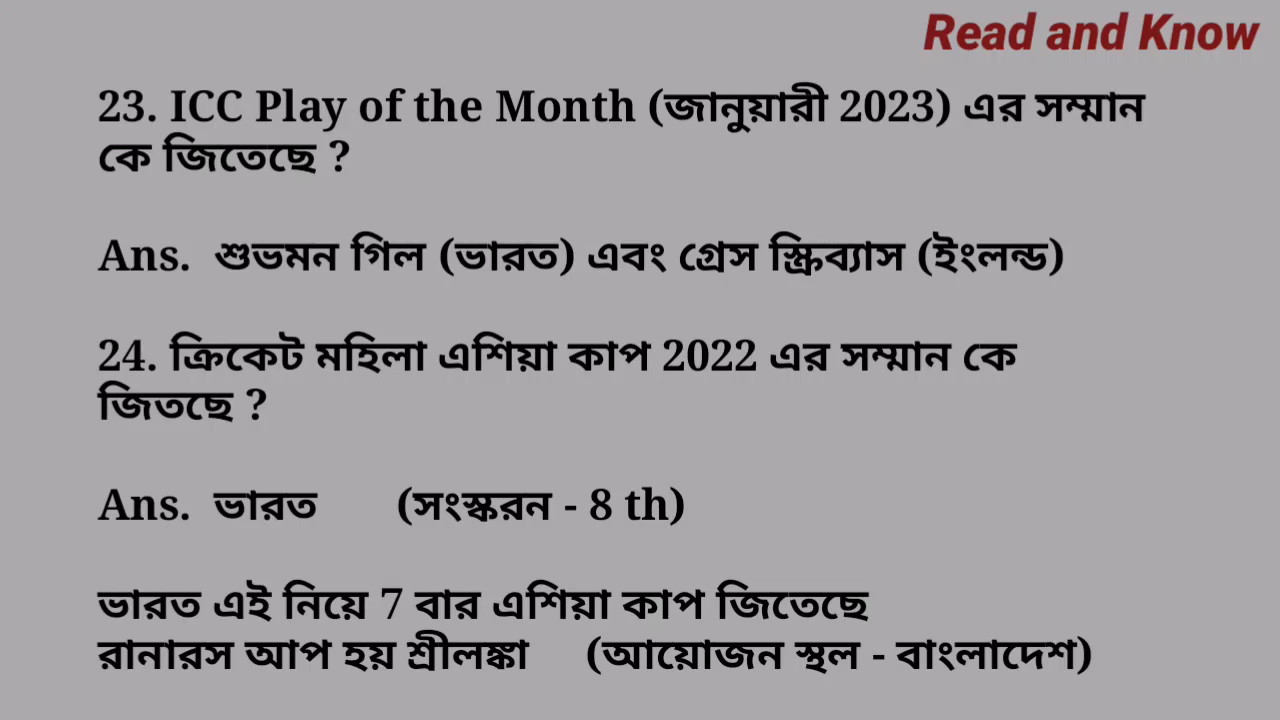 Read and Know
23. ICC Play of the Month (জানুয়ারী 2023) এর সম্মান
কে জিতেছে ?
Ans. শুভমন গিল (ভারত) এবং গ্রেস স্ক্রিব্যাস (ইংলন্ড)
24. ক্রিকেট মহিলা এশিয়া কাপ 2022 এর সম্মান কে
জিতছে ?
Ans. ভারত (সংস্করন - 8 th)
ভারত এই নিয়ে 7 বার এশিয়া কাপ জিতেছে
রানারস আপ হয় শ্রীলঙ্কা (আয়োজন স্থল - বাংলাদেশ)